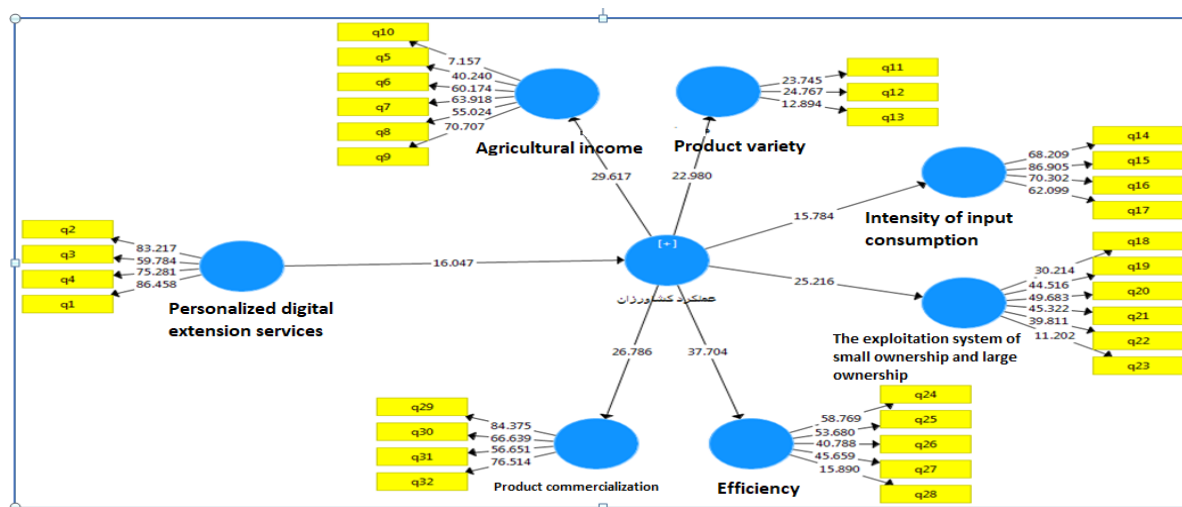 q10
q5
q6
q7
q8
q9
7.157
40.240
60.174
63.918
55.024
70.707
Agricultural income
23.745
24.767
12.894
q11
q12
q13
Product variety
29.617
22.980
68.209
86.905
70.302
62.099
q14
q15
q16
q17
15.784
Intensity of input
consumption
q2
q3
q4
q1
83.217
59.784
75.281
86.458
Personalized digital
extension services
16.047
[+]
عملکرد کشاورزان
25.216
30.214
44.516
49.683
45.322
39.811
11.202
q18
q19
q20
q21
q22
q23
The exploitation system of
small ownership and large
ownership
26.786
37.704
q29
q30
q31
q32
84.375
66.639
56.651
76.514
Product commercialization
58.769
53.680
40.788
45.659
15.890
q24
q25
q26
q27
q28
Efficiency